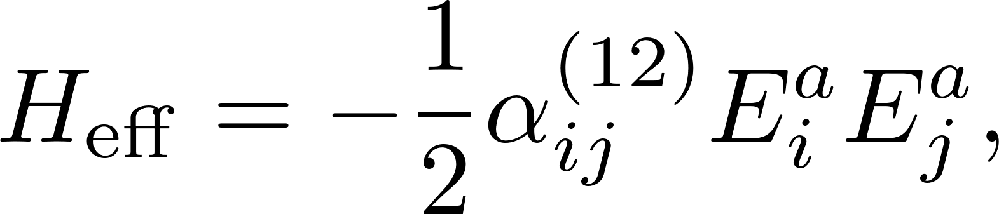 $H_{\text{eff}} = -\frac{1}{2} \alpha_{ij}^{(12)} E_i^a E_j^a,$